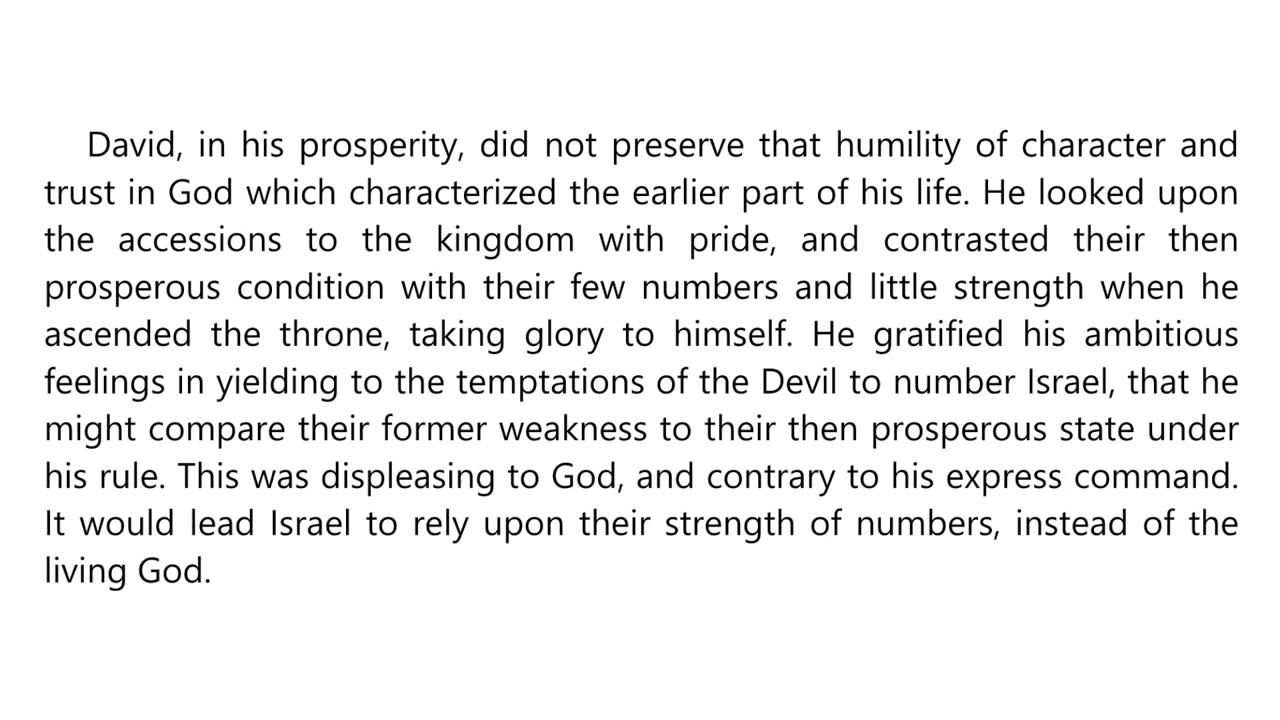 David, in his prosperity, did not preserve that humility of character and
trust in God which characterized the earlier part of his life. He looked upon
the accessions to the kingdom with pride, and contrasted their then
prosperous condition with their few numbers and little strength when he
ascended the throne, taking glory to himself. He gratified his ambitious
feelings in yielding to the temptations of the Devil to number Israel, that he
might compare their former weakness to their then prosperous state under
his rule. This was displeasing to God, and contrary to his express command.
It would lead Israel to rely upon their strength of numbers, instead of the
living God.